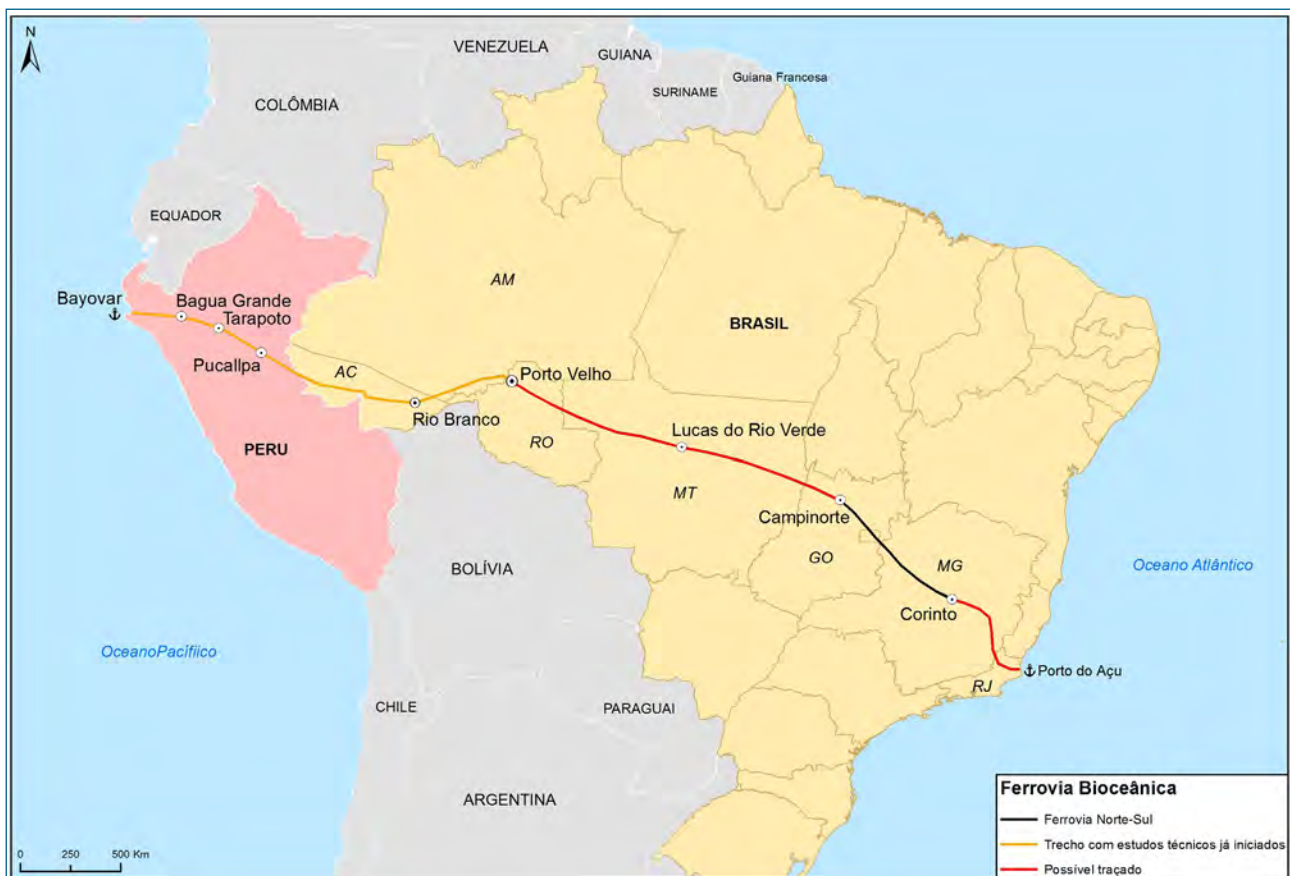 N
VENEZUELA
GUIANA
Guiana Francesa
SURINAME
COLÔMBIA
EQUADOR
AM
BRASIL
Bayovar
Bagua Grande
Tarapoto
Pucallpa
AC
Porto Velho
Rio Branco
Lucas do Rio Verde
RO
PERU
MT
Campinorte
GO
MG
BOLÍVIA
Oceano Atlântico
Corinto
OceanoPacífiico
Porto do Açu
RJ
CHILE
PARAGUAI
ARGENTINA
Ferrovia Bioceânica
Ferrovia Norte-Sul
Trecho com estudos técnicos já iniciados
Possível traçado
0 250 500 Km